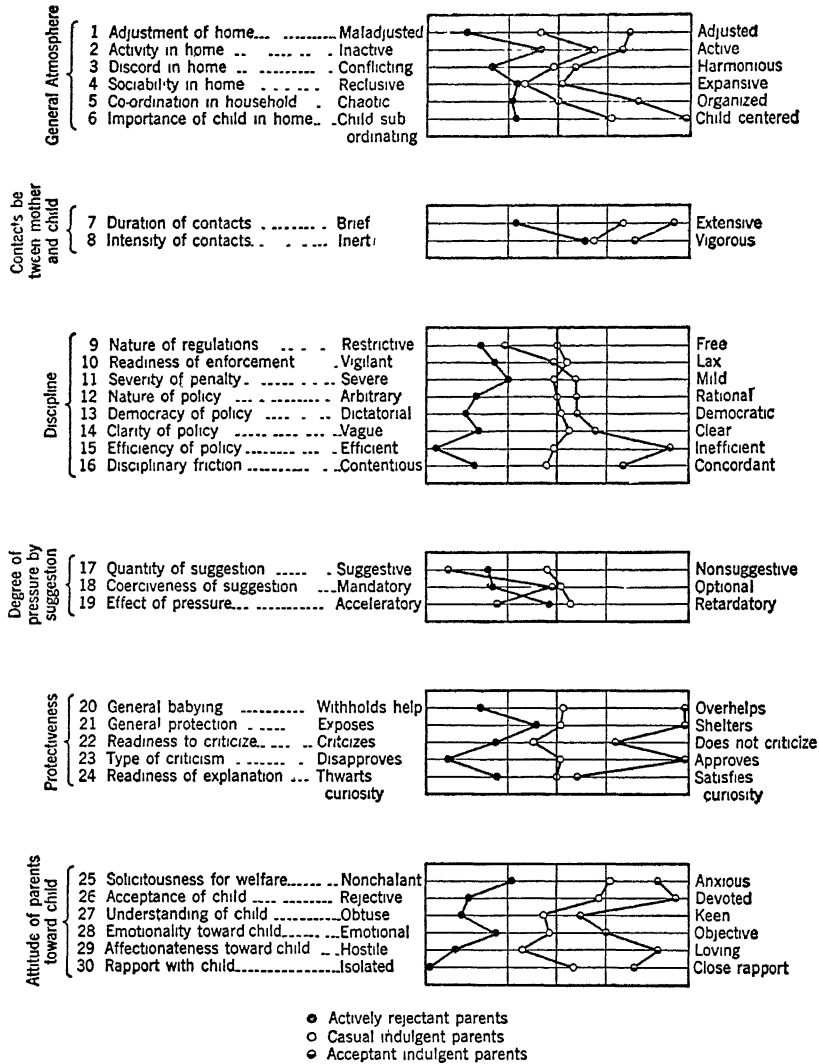 General Atmosphere
1 Adjustment of home Maladjusted Adjusted
2 Activity in home Inactive Active
3 Discord in home Conflicting Harmonious
4 Sociability in home Reclusive Expansive
5 Co-ordination in household Chaotic Organized
6 Importance of child in home Child sub Child centered
ordinating
Contacts be
tween mother
and child
7 Duration of contacts Brief Extensive
8 Intensity of contacts Inert Vigorous
Discipline
9 Nature of regulations Restrictive Free
10 Readiness of enforcement Vigilant Lax
11 Severity of penalty Severe Mild
12 Nature of policy Arbitrary Rational
13 Democracy of policy Dictatorial Democratic
14 Clarity of policy Vague Clear
15 Efficiency of policy Efficient Inefficient
16 Disciplinary friction Contentious Concordant
Degree of
pressure by
suggestion
17 Quantity of suggestion Suggestive Nonsuggestive
18 Coerciveness of suggestion Mandatory Optional
19 Effect of pressure Acceleratory Retardatory
Protectiveness
20 General babying Withholds help Overhelps
21 General protection Exposes Shelters
22 Readiness to criticize Critcizes Does not criticize
23 Type of criticism Disapproves Approves
24 Readiness of explanation Thwarts Satisfies
curiosity curiosity
Attitude of parents
toward child
25 Solicitousness for welfare Nonchalant Anxious
26 Acceptance of child Rejective Devoted
27 Understanding of child Obtuse Keen
28 Emotionality toward child Emotional Objective
29 Affectionateness toward child Hostile Loving
30 Rapport with child Isolated Close rapport
Actively rejectant parents
Casual indulgent parents
Acceptant indulgent parents